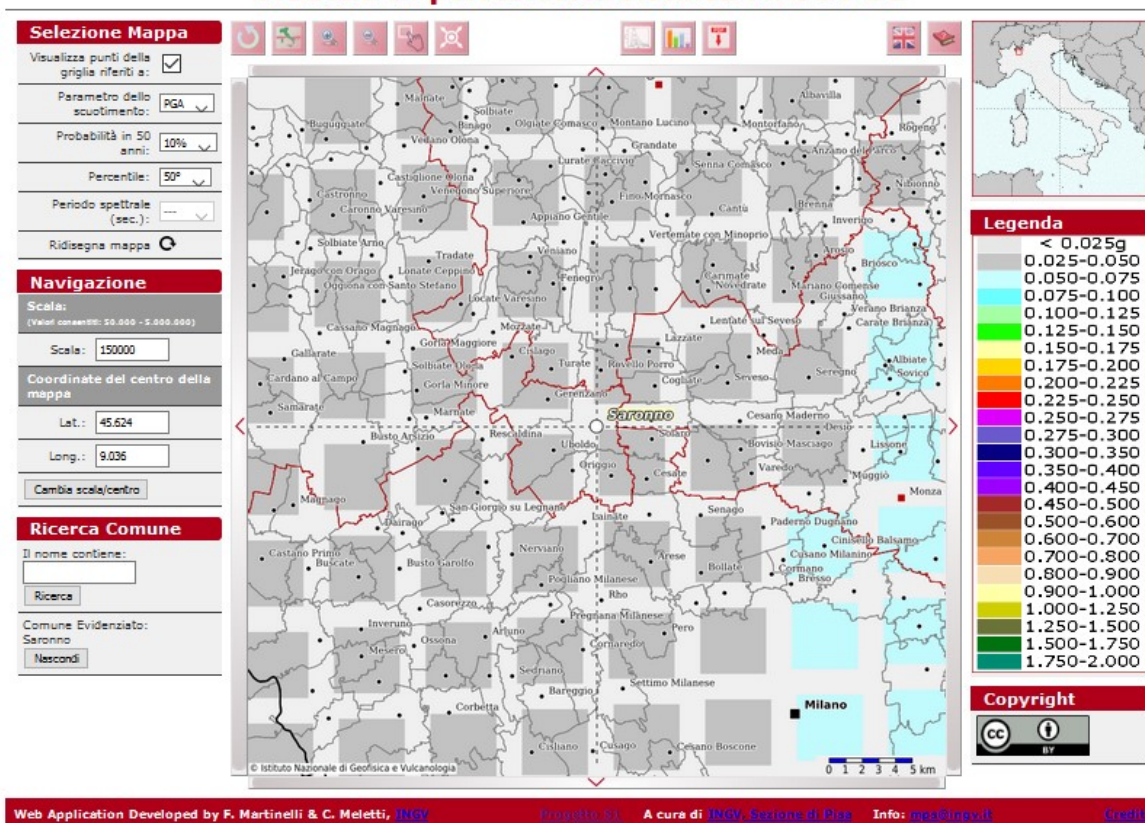 Selezione Mappa
Visualizza punti della
griglia riferiti a:
Parametro dello
scuotimento:
PGA
Probabilità in 50
anni:
10%
Percentile:
50°
Periodo spettrale
(sec.):
---
Ridisegna mappa
Navigazione
Scala:
(Valori consentiti: 50.000 - 5.000.000)
Scala: 150000
Coordinate del centro della
mappa
Lat.: 45.624
Long.: 9.036
Cambia scala/centro
Ricerca Comune
Il nome contiene:
Ricerca
Comune Evidenziato:
Saronno
Nascondi
Malnate
Solbiate
Albavilla
Buguggiate
Binago
Olgiate Comasco
Montano Lucino
Montorfano
Rogeno
Vedano Olona
Grandate
Anzano del Parco
Lurate Caccivio
Senna Comasco
Castiglione Olona
Nibionno
Castronno
Venegono Superiore
Fino Mornasco
Caronno Varesino
Appiano Gentile
Cantù
Brenna
Inverigo
Vertemate con Minoprio
Solbiate Arno
Veniano
Arosio
Tradate
Briosco
Jerago con Orago
Lonate Ceppino
Fenegrò
Carimate
Oggiona con Santo Stefano
Novedrate
Mariano Comense
Giussano
Locate Varesino
Verano Brianza
Cassano Magnago
Mozzate
Lentate sul Seveso
Carate Brianza
Gorla Maggiore
Lazzate
Gallarate
Cislago
Meda
Albiate
Solbiate Olona
Turate
Rovello Porro
Seregno
Sovico
Cardano al Campo
Gorla Minore
Cogliate
Seveso
Gerenzano
Samarate
Marnate
Saronno
Cesano Maderno
Desio
Busto Arsizio
Rescaldina
Solaro
Uboldo
Bovisio Masciago
Lissone
Origgio
Cesate
Varedo
Muggiò
Magnago
Monza
San Giorgio su Legnano
Lainate
Senago
Dairago
Paderno Dugnano
Cinisello Balsamo
Castano Primo
Nerviano
Arese
Cusano Milanino
Buscate
Busto Garolfo
Bollate
Cormano
Pogliano Milanese
Bresso
Rho
Casorezzo
Pregnana Milanese
Inveruno
Arluno
Pero
Ossona
Cornaredo
Mesero
Sedriano
Settimo Milanese
Bareggio
Corbetta
Milano
Cisliano
Cusago
Cesano Boscone
© Istituto Nazionale di Geofisica e Vulcanologia
0 1 2 3 4 5 km
Legenda
< 0.025g
0.025-0.050
0.050-0.075
0.075-0.100
0.100-0.125
0.125-0.150
0.150-0.175
0.175-0.200
0.200-0.225
0.225-0.250
0.250-0.275
0.275-0.300
0.300-0.350
0.350-0.400
0.400-0.450
0.450-0.500
0.500-0.600
0.600-0.700
0.700-0.800
0.800-0.900
0.900-1.000
1.000-1.250
1.250-1.500
1.500-1.750
1.750-2.000
Copyright
cc
BY
Web Application Developed by F. Martinelli & C. Meletti, INGV
Progetto S1
A cura di INGV, Sezione di Pisa
Info: mps@ingv.it
Credit